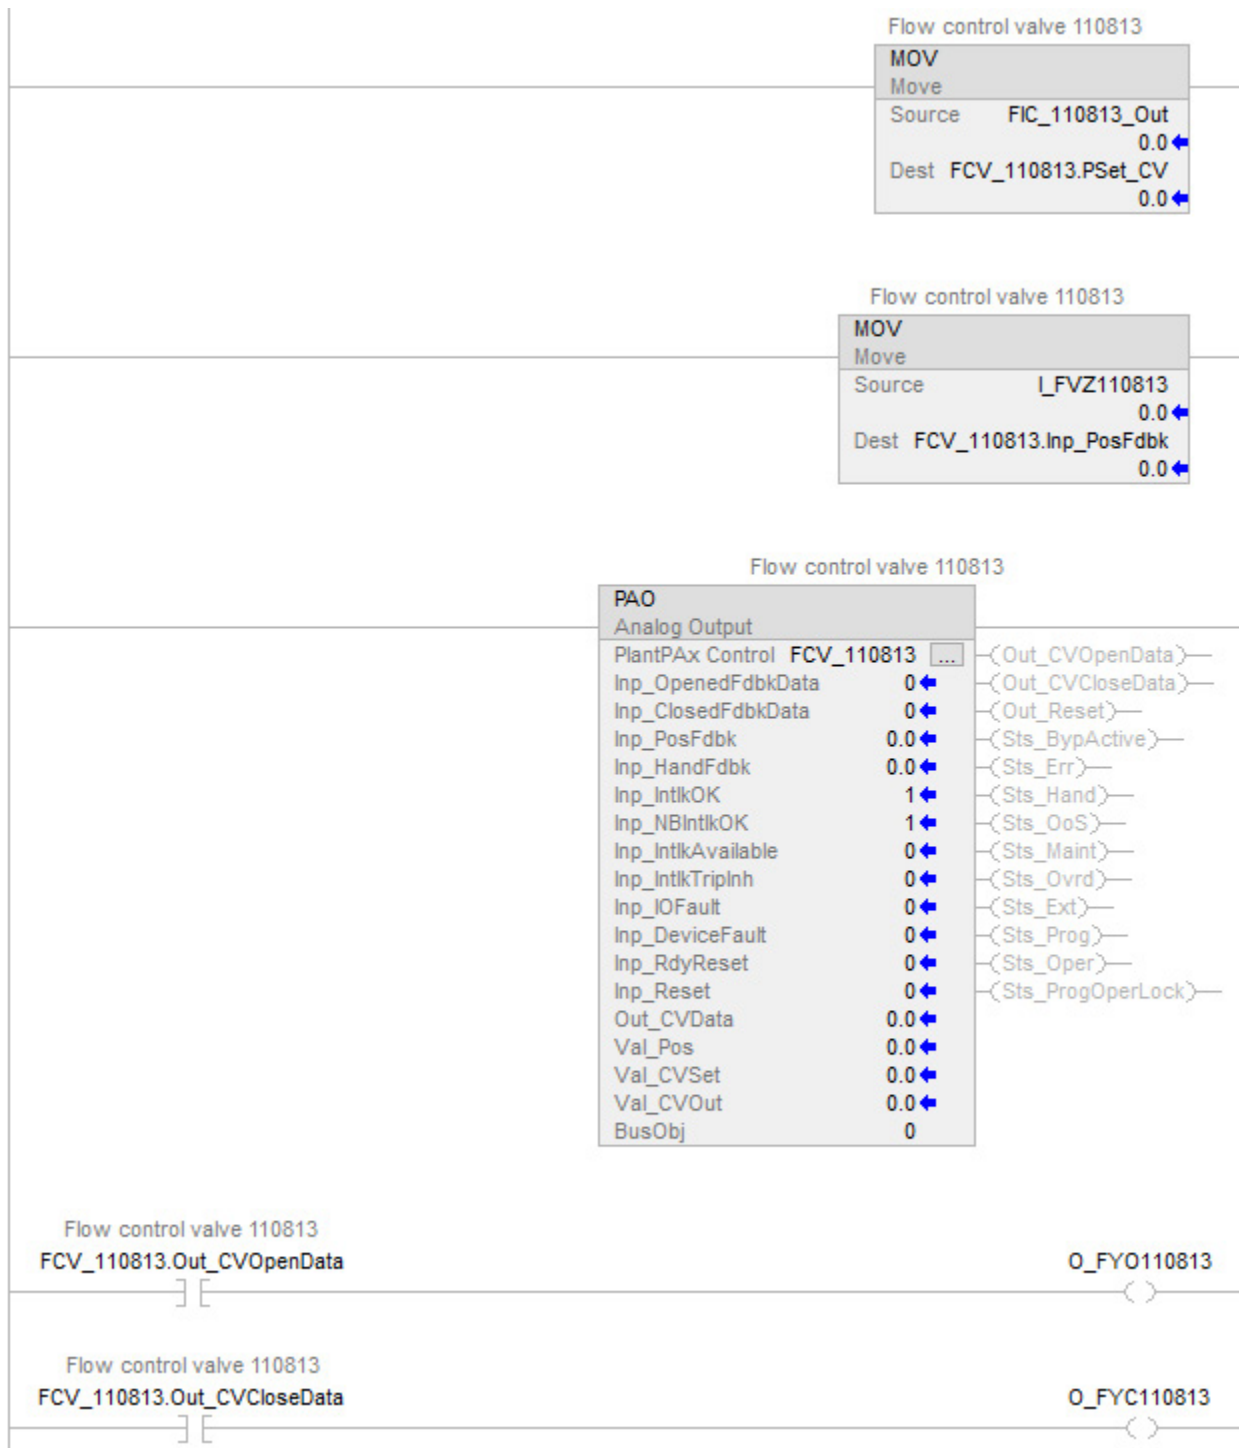 Flow control valve 110813
MOV
Move
Source FIC_110813_Out
0.0
Dest FCV_110813.PSet_CV
0.0
Flow control valve 110813
MOV
Move
Source I_FVZ110813
0.0
Dest FCV_110813.Inp_PosFdbk
0.0
Flow control valve 110813
PAO
Analog Output
PlantPAx Control FCV_110813 ... Out_CVOpenData
Inp_OpenedFdbkData 0 Out_CVCloseData
Inp_ClosedFdbkData 0 Out_Reset
Inp_PosFdbk 0.0 Sts_BypActive
Inp_HandFdbk 0.0 Sts_Err
Inp_IntlkOK 1 Sts_Hand
Inp_NBIntlkOK 1 Sts_OoS
Inp_IntlkAvailable 0 Sts_Maint
Inp_IntlkTripInh 0 Sts_Ovrd
Inp_IOFault 0 Sts_Ext
Inp_DeviceFault 0 Sts_Prog
Inp_RdyReset 0 Sts_Oper
Inp_Reset 0 Sts_ProgOperLock
Out_CVData 0.0
Val_Pos 0.0
Val_CVSet 0.0
Val_CVOut 0.0
BusObj 0
Flow control valve 110813
FCV_110813.Out_CVOpenData O_FYO110813
Flow control valve 110813
FCV_110813.Out_CVCloseData O_FYC110813